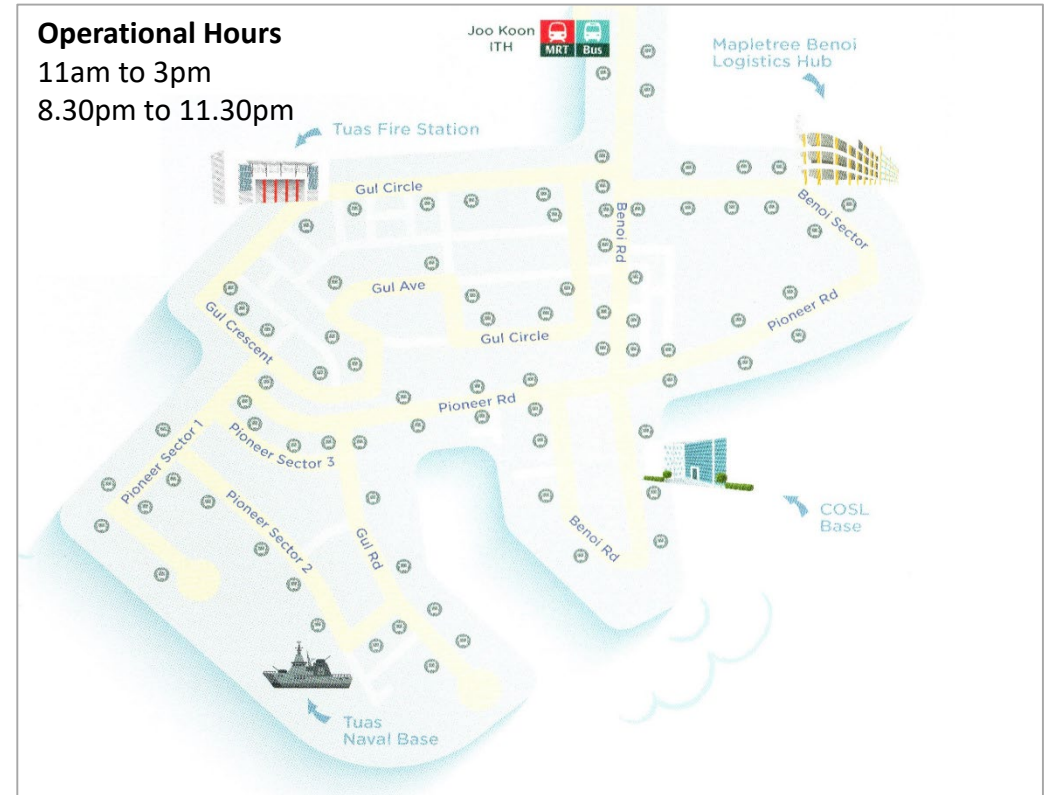 Operational Hours
11am to 3pm
8.30pm to 11.30pm
Joo Koon
ITH
MRT
Bus
Mapletree Benoi
Logistics Hub
Tuas Fire Station
Gul Circle
Benoi Rd
Benoi Sector
Gul Ave
Gul Crescent
Gul Circle
Pioneer Rd
Pioneer Rd
Pioneer Sector 1
Pioneer Sector 3
Pioneer Sector 2
Gul Rd
Benoi Rd
COSL
Base
Tuas
Naval Base